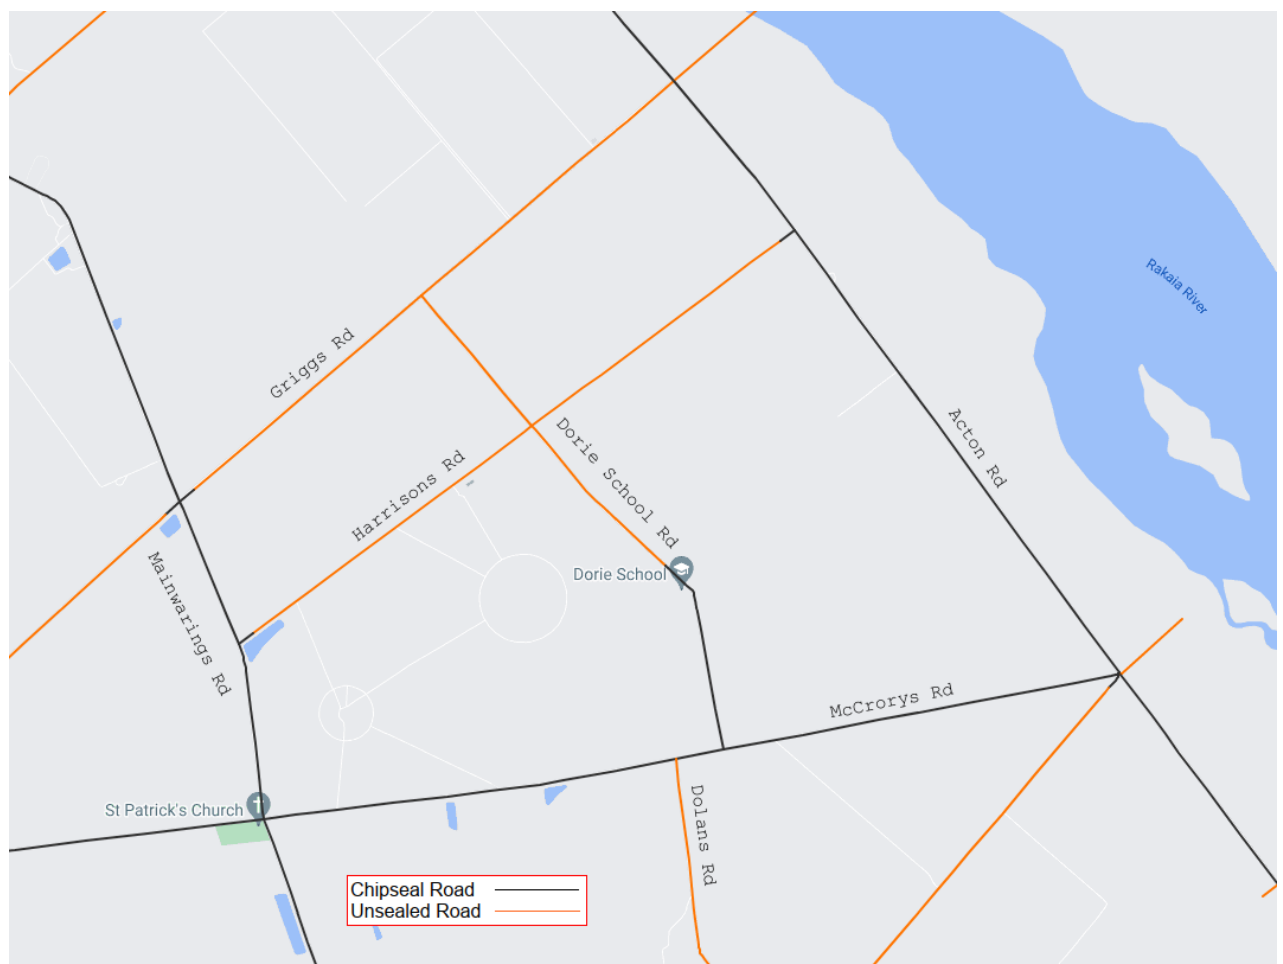 Rakaia River
Griggs Rd
Harrisons Rd
Dorie School Rd
Acton Rd
Dorie School
Mainwarings Rd
McCrorys Rd
St Patrick's Church
Dolans Rd
Chipseal Road
Unsealed Road